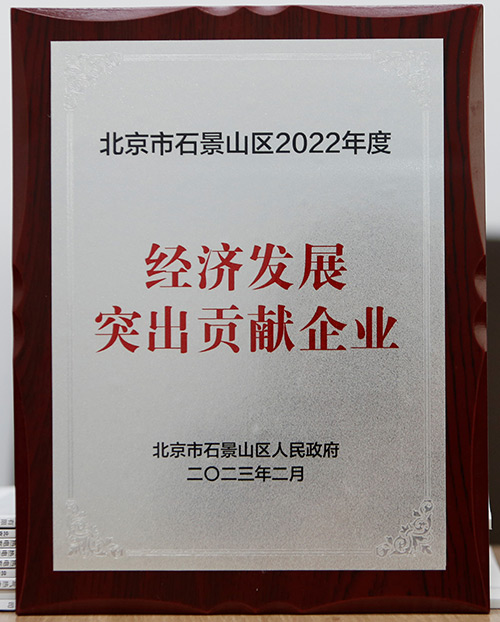 北京市石景山区2022年度
经济发展
突出贡献企业
北京市石景山区人民政府
二〇二三年二月